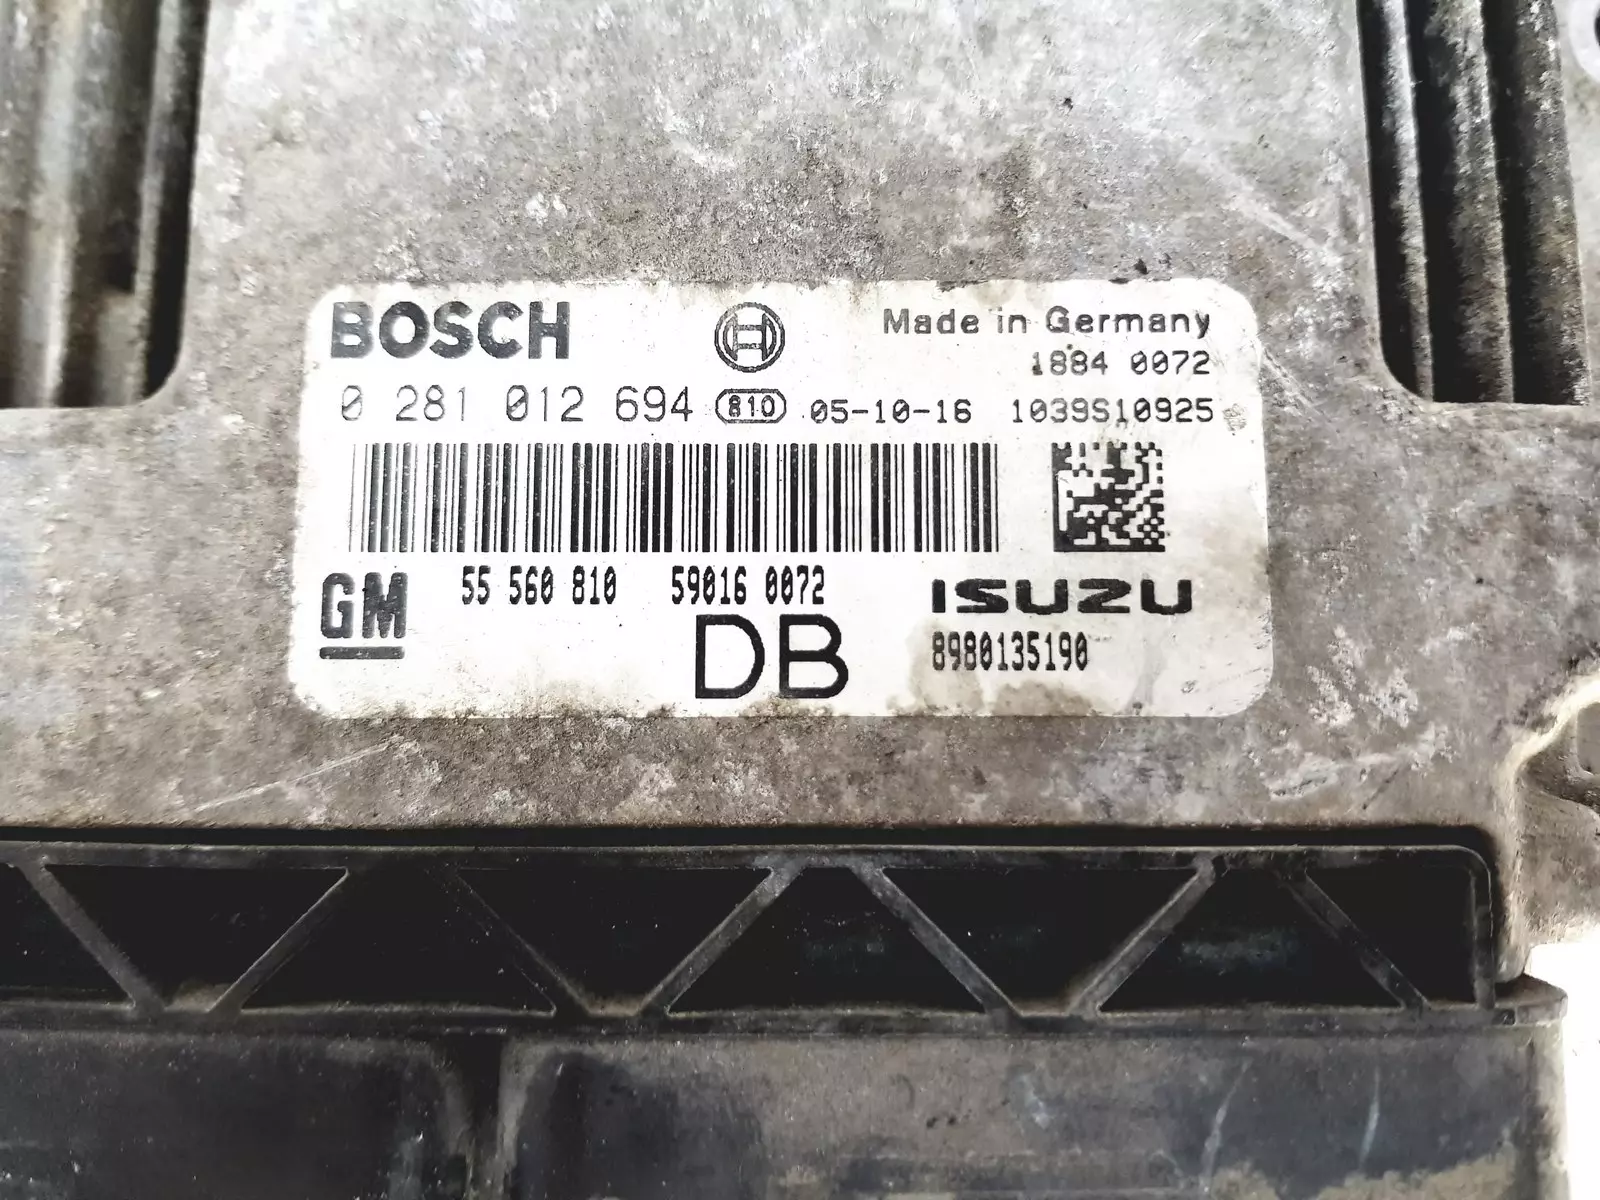 BOSCH
Made in Germany
1884 0072
0 281 012 694 810 05-10-16 1039S10925
GM 55 560 810 59016 0072 ISUZU
DB 8980135190